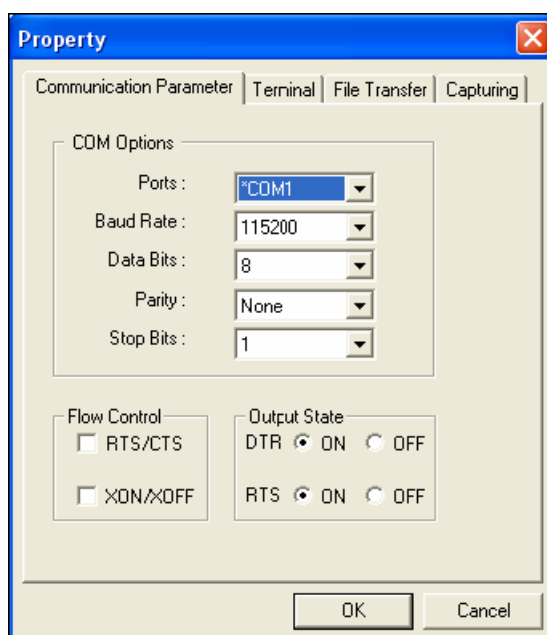 Property
Communication Parameter Terninal File Transfer Capturing
COM Options
Ports : *COM1
Baud Rate : 115200
Data Bits : 8
Parity : None
Stop Bits : 1
Flow Control Output State
RTS/CTS DTR ON OFF
XON/XOFF RTS ON OFF
OK Cancel